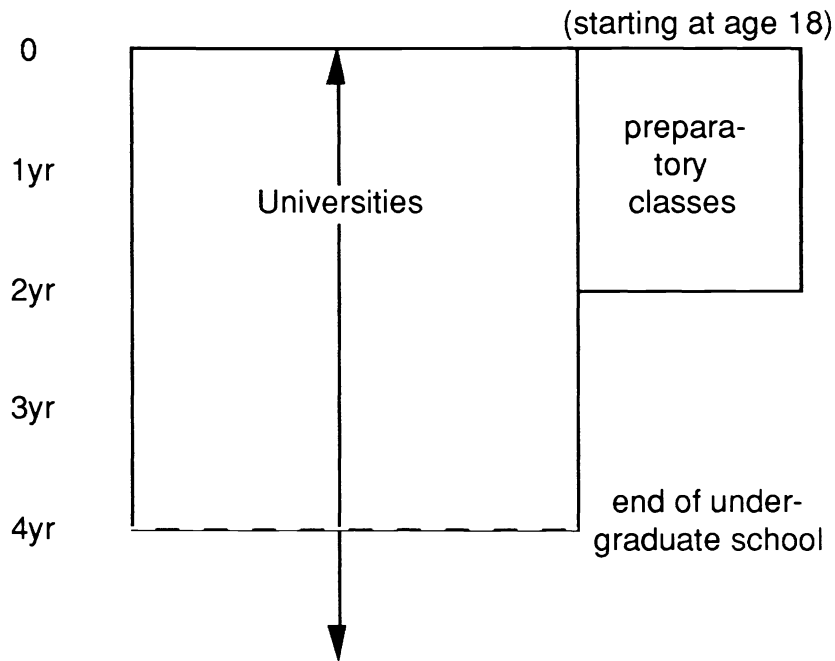 (starting at age 18)
0
prepara-
tory
classes
1yr
Universities
2yr
3yr
4yr
end of under-
graduate school